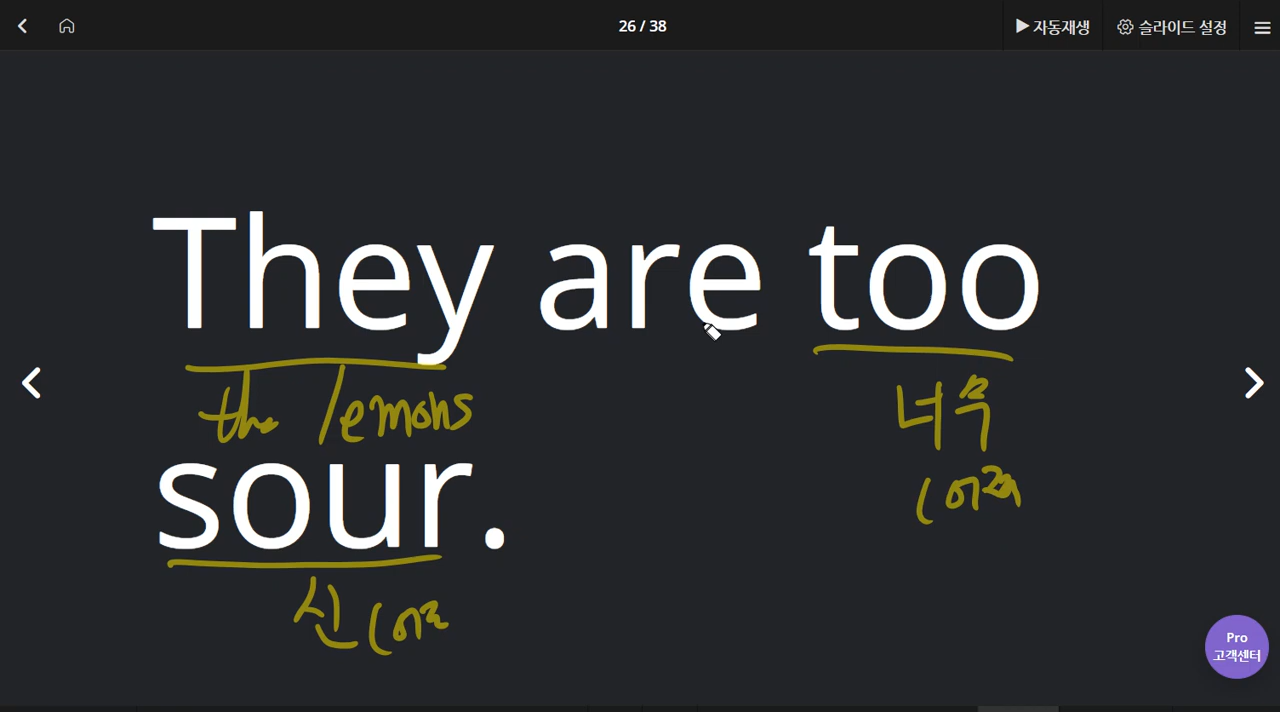 26 / 38
자동재생
슬라이드 설정
They are too
the lemons
너무
sour.
신
Pro
고객센터